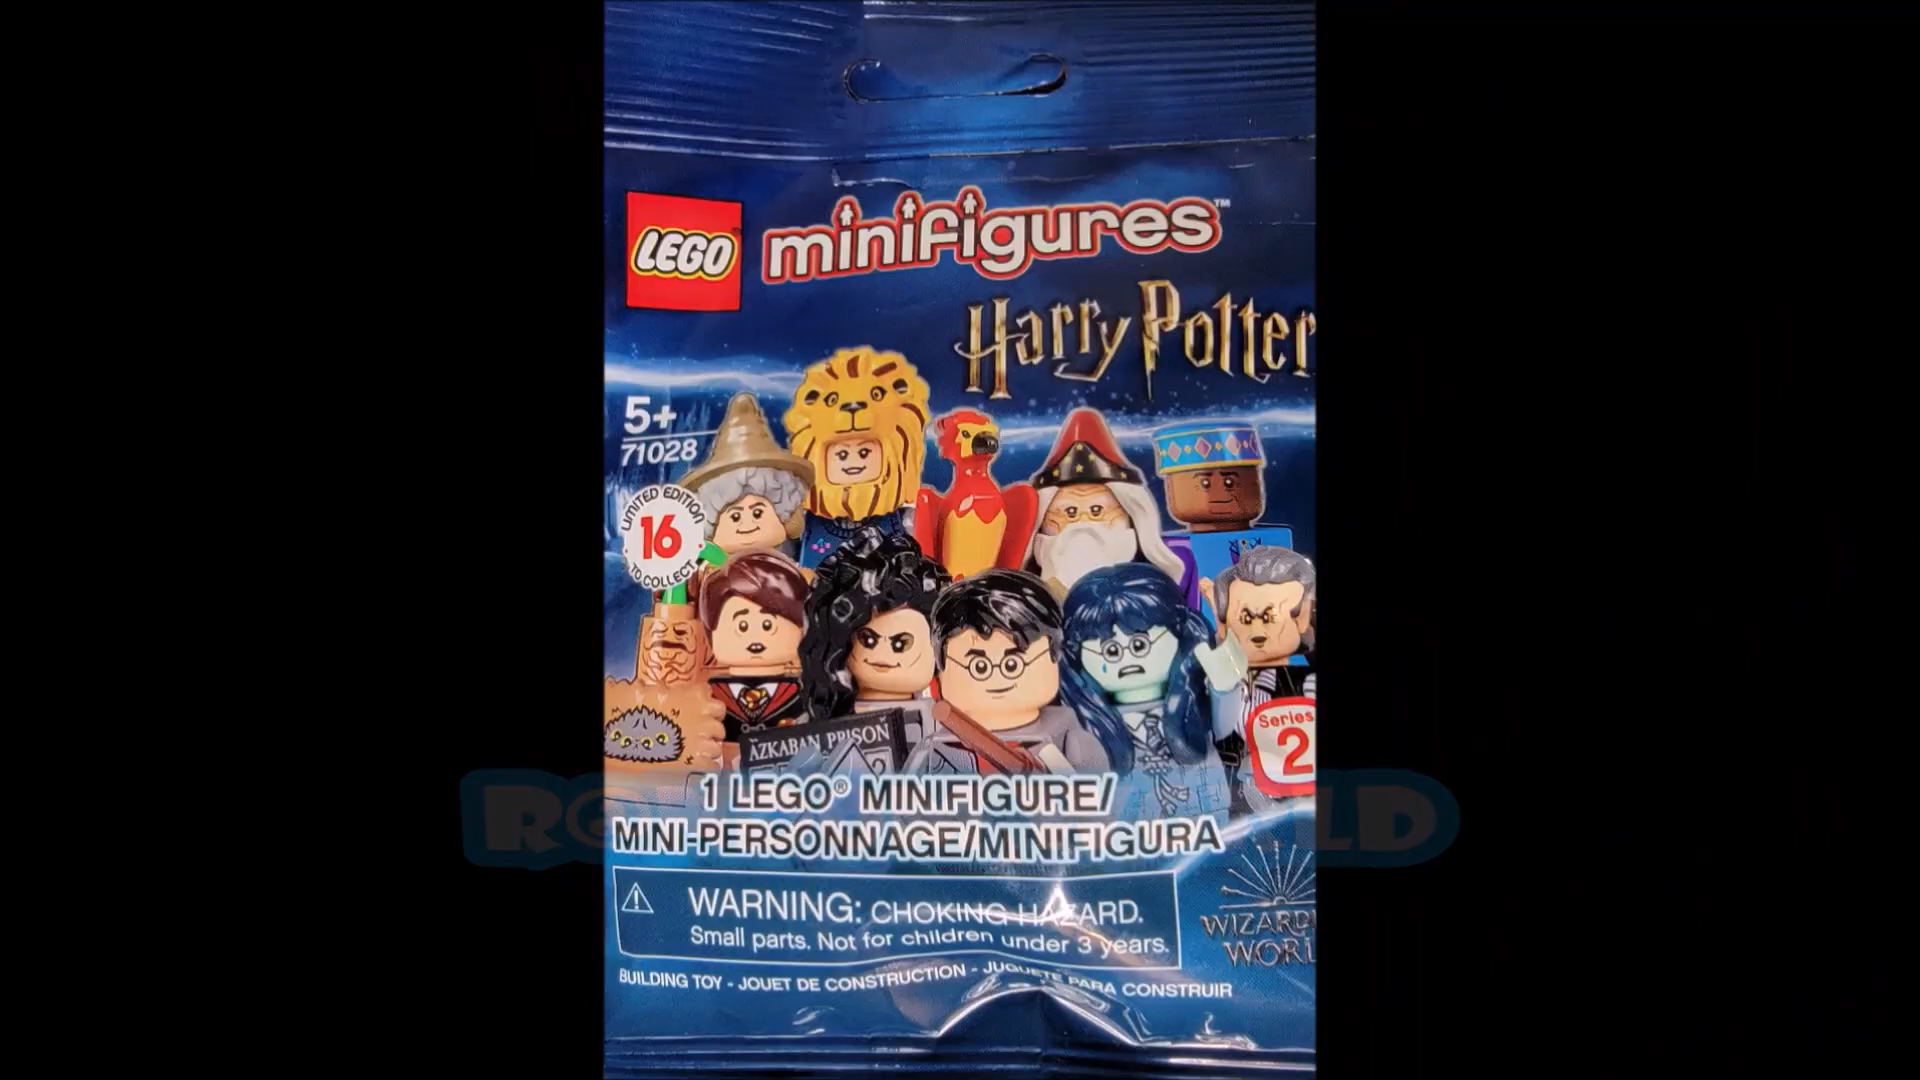 LEGO
minifigures™
Harry Potter
5+
71028
LIMITED EDITION
16
TO COLLECT
AZKABAN PRISON
Series
2
1 LEGO® MINIFIGURE/
MINI-PERSONNAGE/MINIFIGURA
WARNING: CHOKING HAZARD.
Small parts. Not for children under 3 years.
BUILDING TOY - JOUET DE CONSTRUCTION - JUGUETE PARA CONSTRUIR